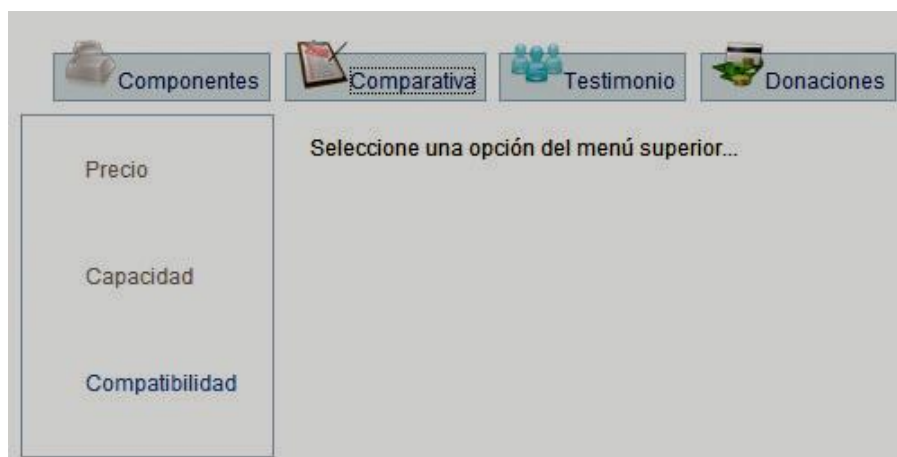 Componentes
Comparativa
Testimonio
Donaciones
Precio
Seleccione una opción del menú superior...
Capacidad
Compatibilidad